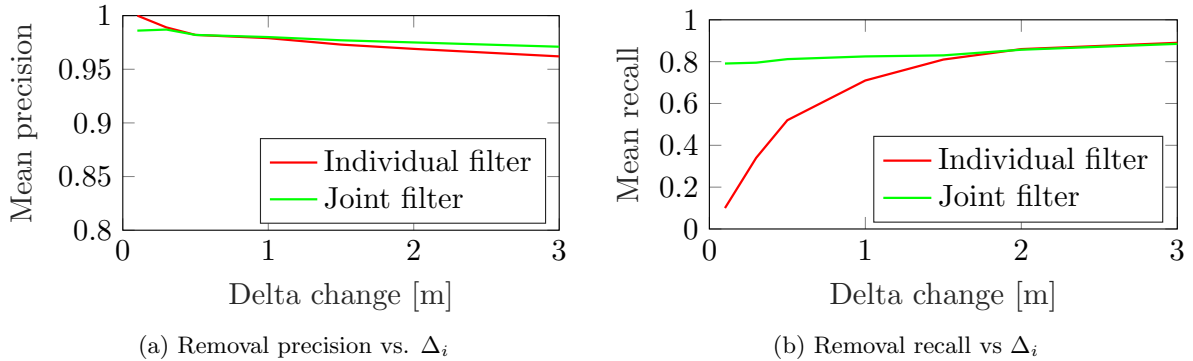 Mean precision
1
0.95
0.9
0.85
0.8
0
1
2
3
Individual filter
Joint filter
Delta change [m]
(a) Removal precision vs. Δᵢ
Mean recall
1
0.8
0.6
0.4
0.2
0
0
1
2
3
Individual filter
Joint filter
Delta change [m]
(b) Removal recall vs Δᵢ